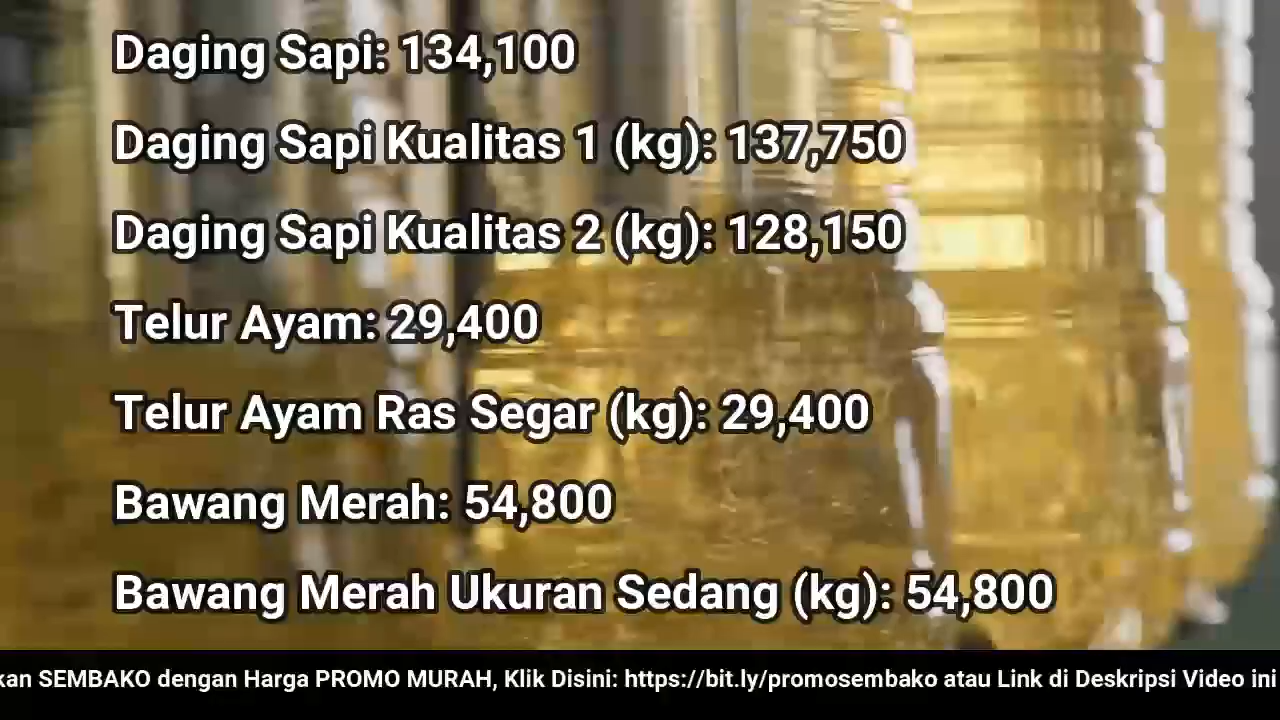 Daging Sapi: 134,100
Daging Sapi Kualitas 1 (kg): 137,750
Daging Sapi Kualitas 2 (kg): 128,150
Telur Ayam: 29,400
Telur Ayam Ras Segar (kg): 29,400
Bawang Merah: 54,800
Bawang Merah Ukuran Sedang (kg): 54,800
kan SEMBAKO dengan Harga PROMO MURAH, Klik Disini: https://bit.ly/promosembako atau Link di Deskripsi Video ini